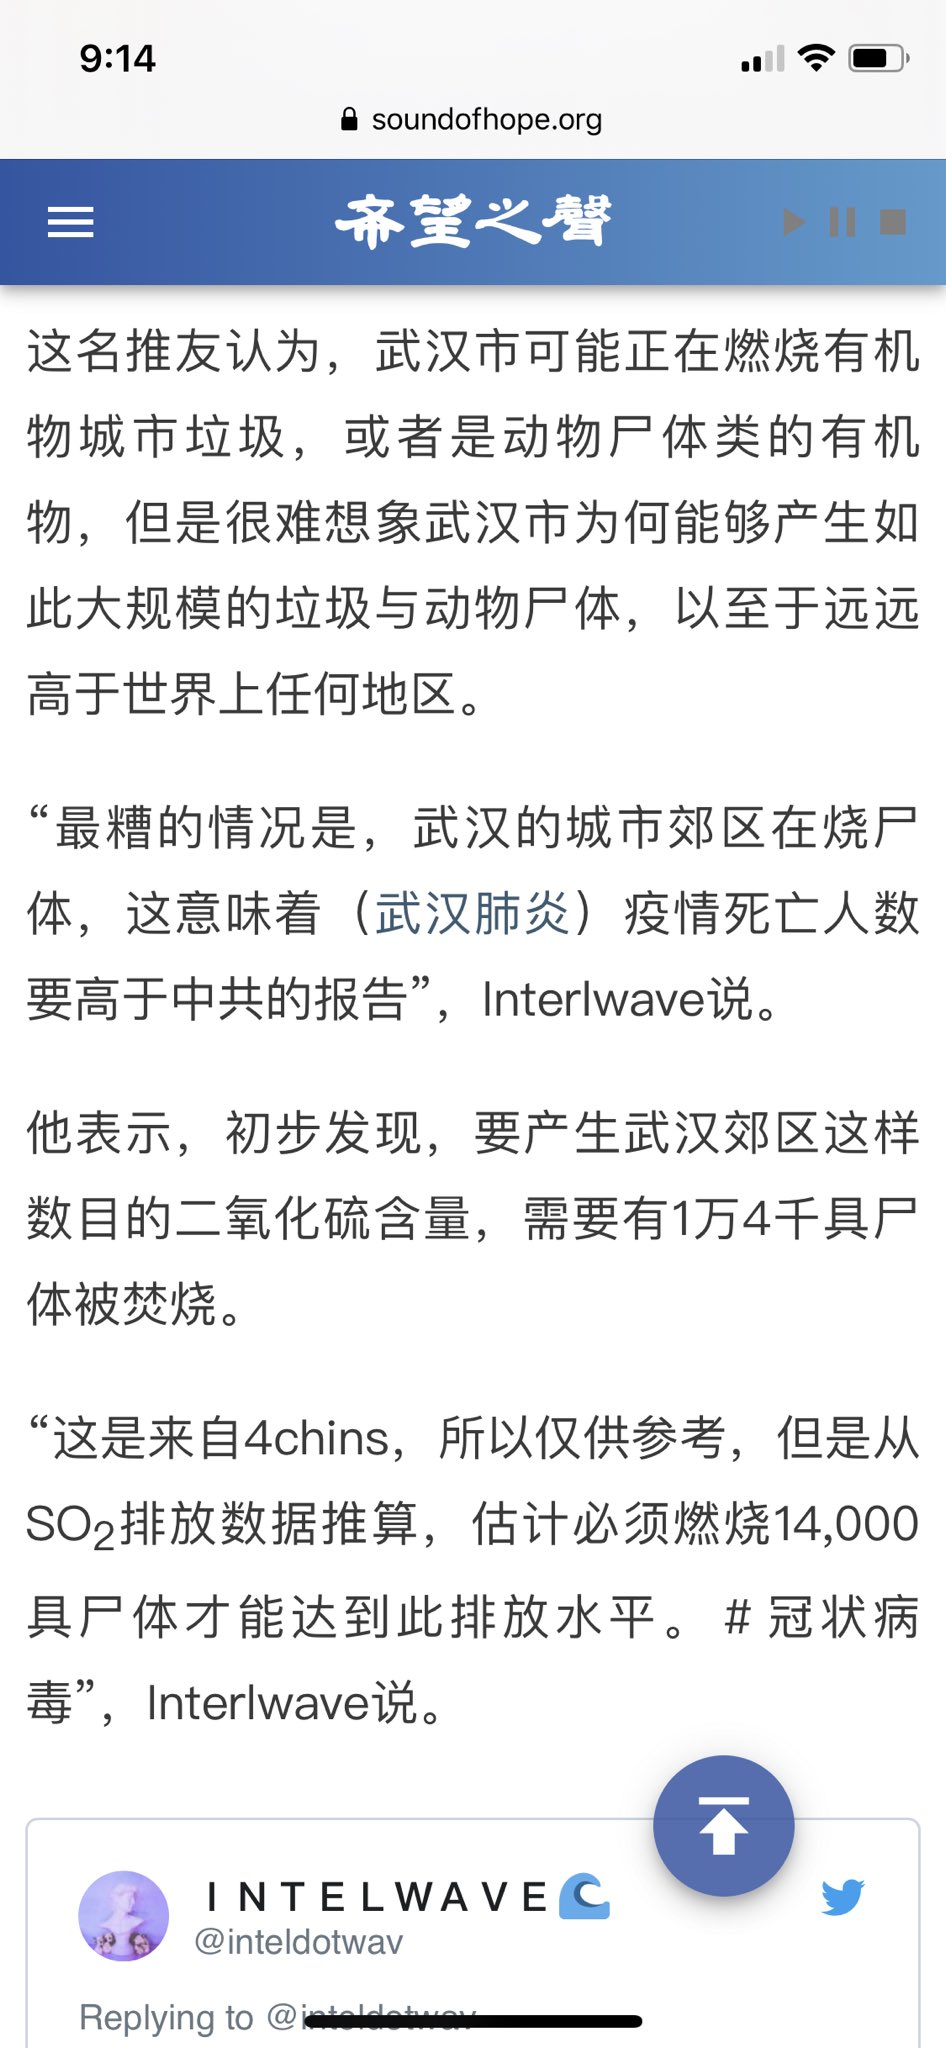 9:14
soundofhope.org
希望之聲
这名推友认为，武汉市可能正在燃烧有机
物城市垃圾，或者是动物尸体类的有机
物，但是很难想象武汉市为何能够产生如
此大规模的垃圾与动物尸体，以至于远远
高于世界上任何地区。
“最糟的情况是，武汉的城市郊区在烧尸
体，这意味着（武汉肺炎）疫情死亡人数
要高于中共的报告”，Interlwave说。
他表示，初步发现，要产生武汉郊区这样
数目的二氧化硫含量，需要有1万4千具尸
体被焚烧。
“这是来自4chins，所以仅供参考，但是从
SO₂排放数据推算，估计必须燃烧14,000
具尸体才能达到此排放水平。#冠状病
毒”，Interlwave说。
INTELWAVE🌊
@inteldotwav
Replying to @inteldotwav